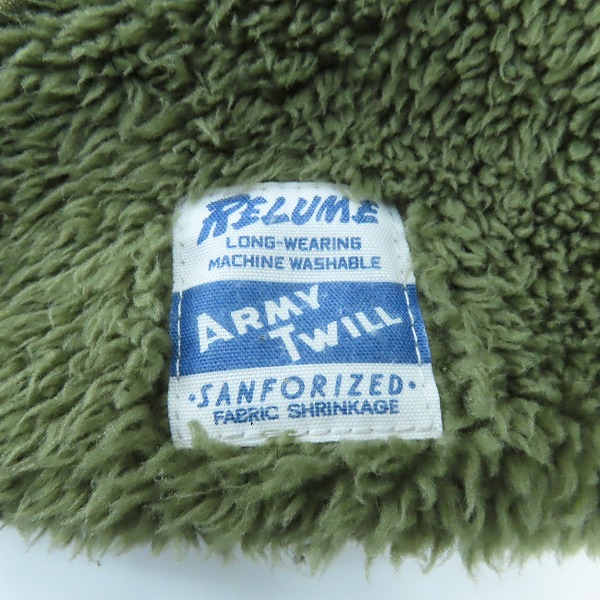 RELUME
LONG-WEARING
MACHINE WASHABLE
ARMY
TWILL
·SANFORIZED·
FABRIC SHRINKAGE